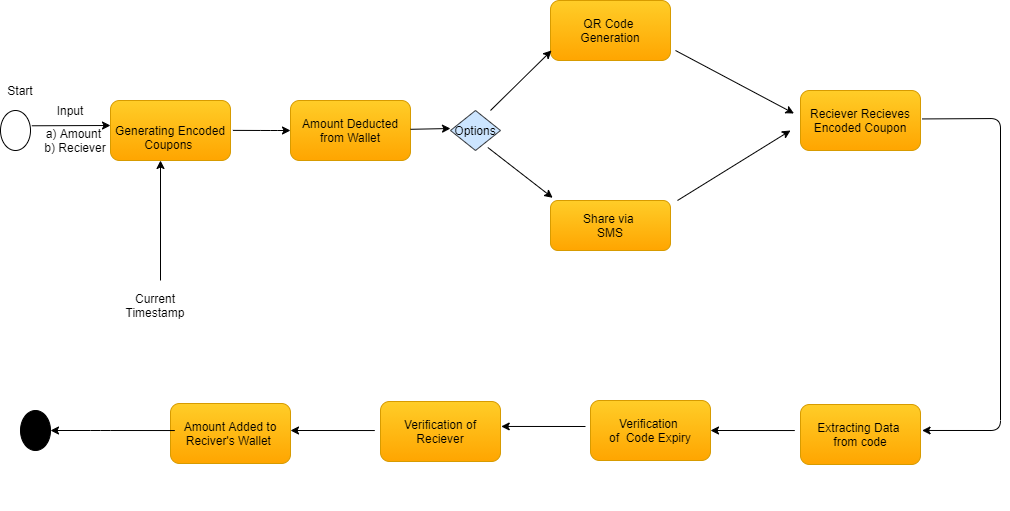 Start
Input
a) Amount
b) Reciever
Generating Encoded
Coupons
Current
Timestamp
Amount Deducted
from Wallet
Options
QR Code
Generation
Share via
SMS
Reciever Recieves
Encoded Coupon
Extracting Data
from code
Verification
of  Code Expiry
Verification of
Reciever
Amount Added to
Reciver's Wallet